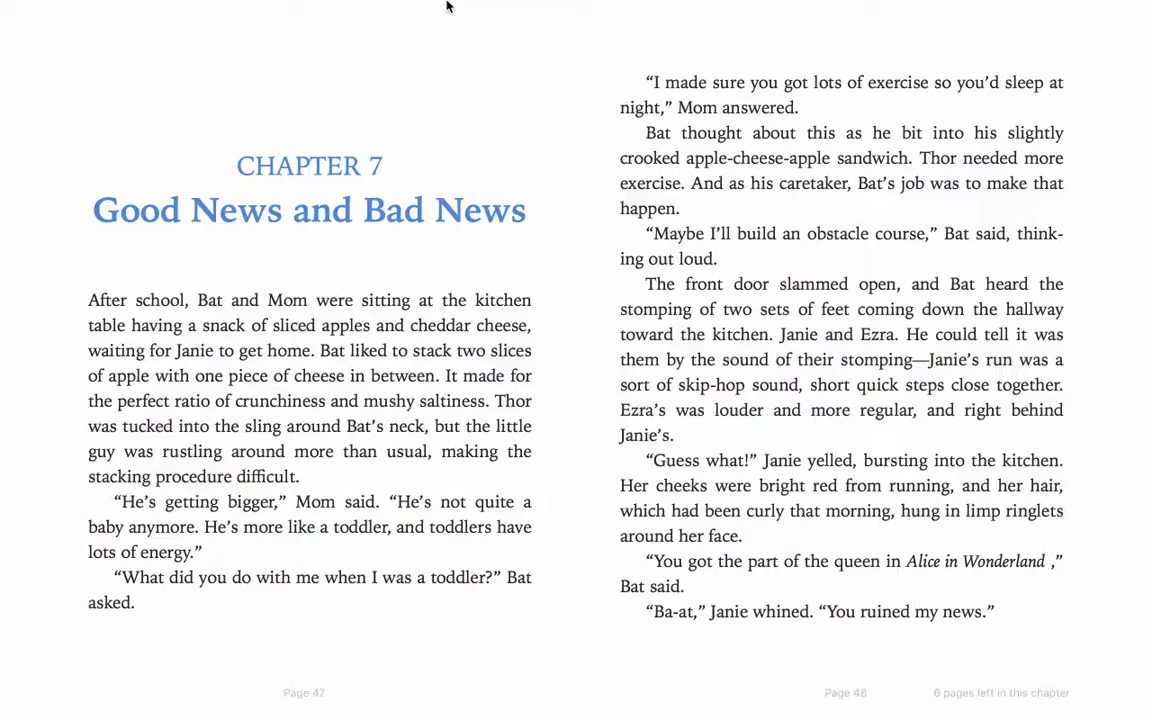 CHAPTER 7
Good News and Bad News
After school, Bat and Mom were sitting at the kitchen
table having a snack of sliced apples and cheddar cheese,
waiting for Janie to get home. Bat liked to stack two slices
of apple with one piece of cheese in between. It made for
the perfect ratio of crunchiness and mushy saltiness. Thor
was tucked into the sling around Bat’s neck, but the little
guy was rustling around more than usual, making the
stacking procedure difficult.
“He’s getting bigger,” Mom said. “He’s not quite a
baby anymore. He’s more like a toddler, and toddlers have
lots of energy.”
“What did you do with me when I was a toddler?” Bat
asked.
Page 47
“I made sure you got lots of exercise so you’d sleep at
night,” Mom answered.
Bat thought about this as he bit into his slightly
crooked apple-cheese-apple sandwich. Thor needed more
exercise. And as his caretaker, Bat’s job was to make that
happen.
“Maybe I’ll build an obstacle course,” Bat said, think-
ing out loud.
The front door slammed open, and Bat heard the
stomping of two sets of feet coming down the hallway
toward the kitchen. Janie and Ezra. He could tell it was
them by the sound of their stomping—Janie’s run was a
sort of skip-hop sound, short quick steps close together.
Ezra’s was louder and more regular, and right behind
Janie’s.
“Guess what!” Janie yelled, bursting into the kitchen.
Her cheeks were bright red from running, and her hair,
which had been curly that morning, hung in limp ringlets
around her face.
“You got the part of the queen in Alice in Wonderland ,”
Bat said.
“Ba-at,” Janie whined. “You ruined my news.”
Page 48
6 pages left in this chapter